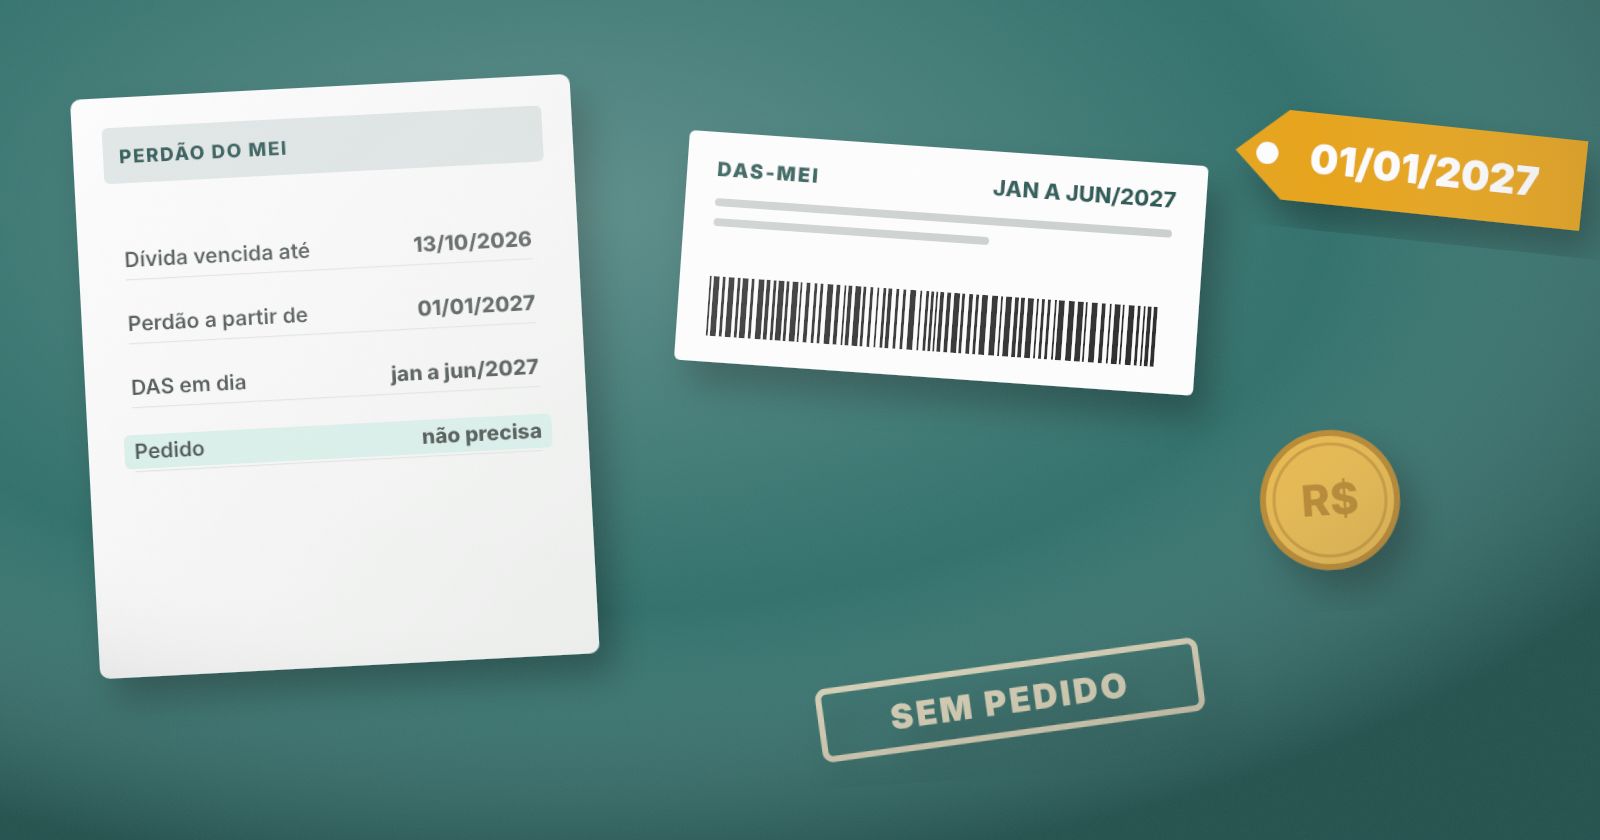 PERDÃO DO MEI
Dívida vencida até 13/10/2026
Perdão a partir de 01/01/2027
DAS em dia jan a jun/2027
Pedido não precisa
DAS-MEI JAN A JUN/2027
01/01/2027
R$
SEM PEDIDO